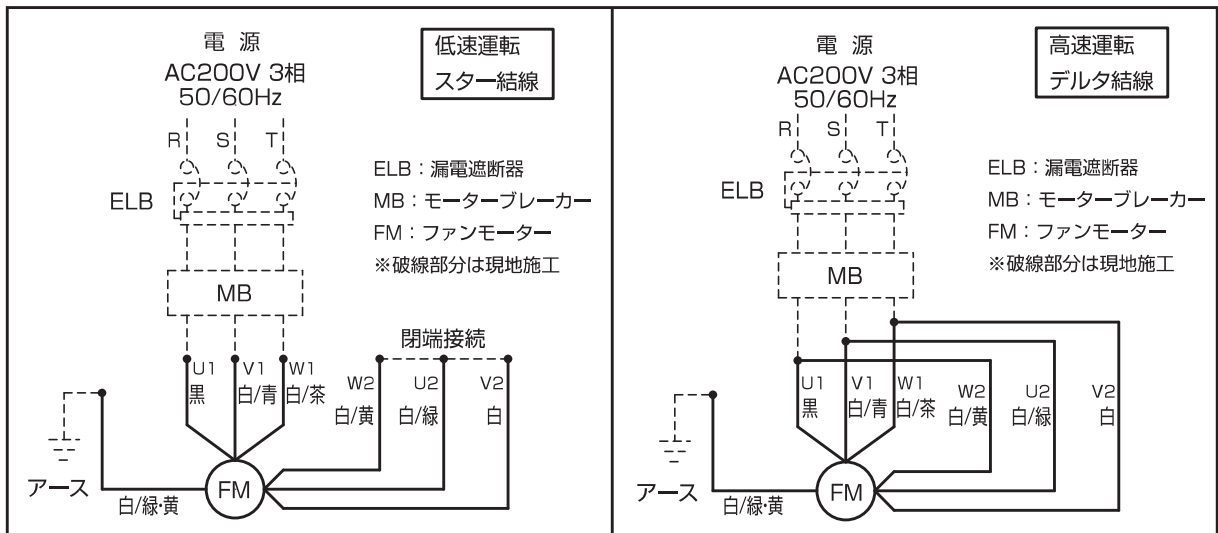 電 源
AC200V 3相
50/60Hz
低速運転
スター結線
R S T
ELB
ELB：漏電遮断器
MB：モーターブレーカー
FM：ファンモーター
※破線部分は現地施工
MB
閉端接続
U1 V1 W1 W2 U2 V2
黒 白/青 白/茶 白/黄 白/緑 白
アース
白/緑・黄
FM
電 源
AC200V 3相
50/60Hz
高速運転
デルタ結線
R S T
ELB
ELB：漏電遮断器
MB：モーターブレーカー
FM：ファンモーター
※破線部分は現地施工
MB
U1 V1 W1 W2 U2 V2
黒 白/青 白/茶 白/黄 白/緑 白
アース
白/緑・黄
FM